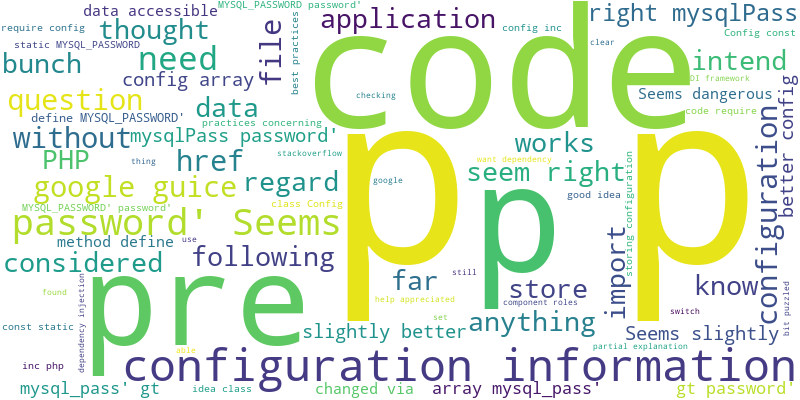 MYSQL_PASSWORD password'
data accessible
application
right mysqlPass
require config
thought
file
best practices
config inc
code
Config const
static MYSQL_PASSWORD
need
clear
intend
bunch
config array
DI framework
Seems dangerous
question
data
checking
better config
define MYSQL_PASSWORD'
practices concerning
p
p
code require
without
mysqlPass password'
works
configuration
PHP
href
stackoverflow
want dependency
thing
seem right
google guice
regard
google
p
good idea
storing configuration
MYSQL_PASSWORD' password'
class Config
password' Seems
method define
use
import
considered
following
far
still
know
pre
dependency injection
store
found
help appreciated
component roles
switch
bit puzzled
const static
set
slightly better
anything
Seems slightly
able
partial explanation
inc php
configuration information
mysql_pass' gt
idea class
changed via
array mysql_pass'
gt password'